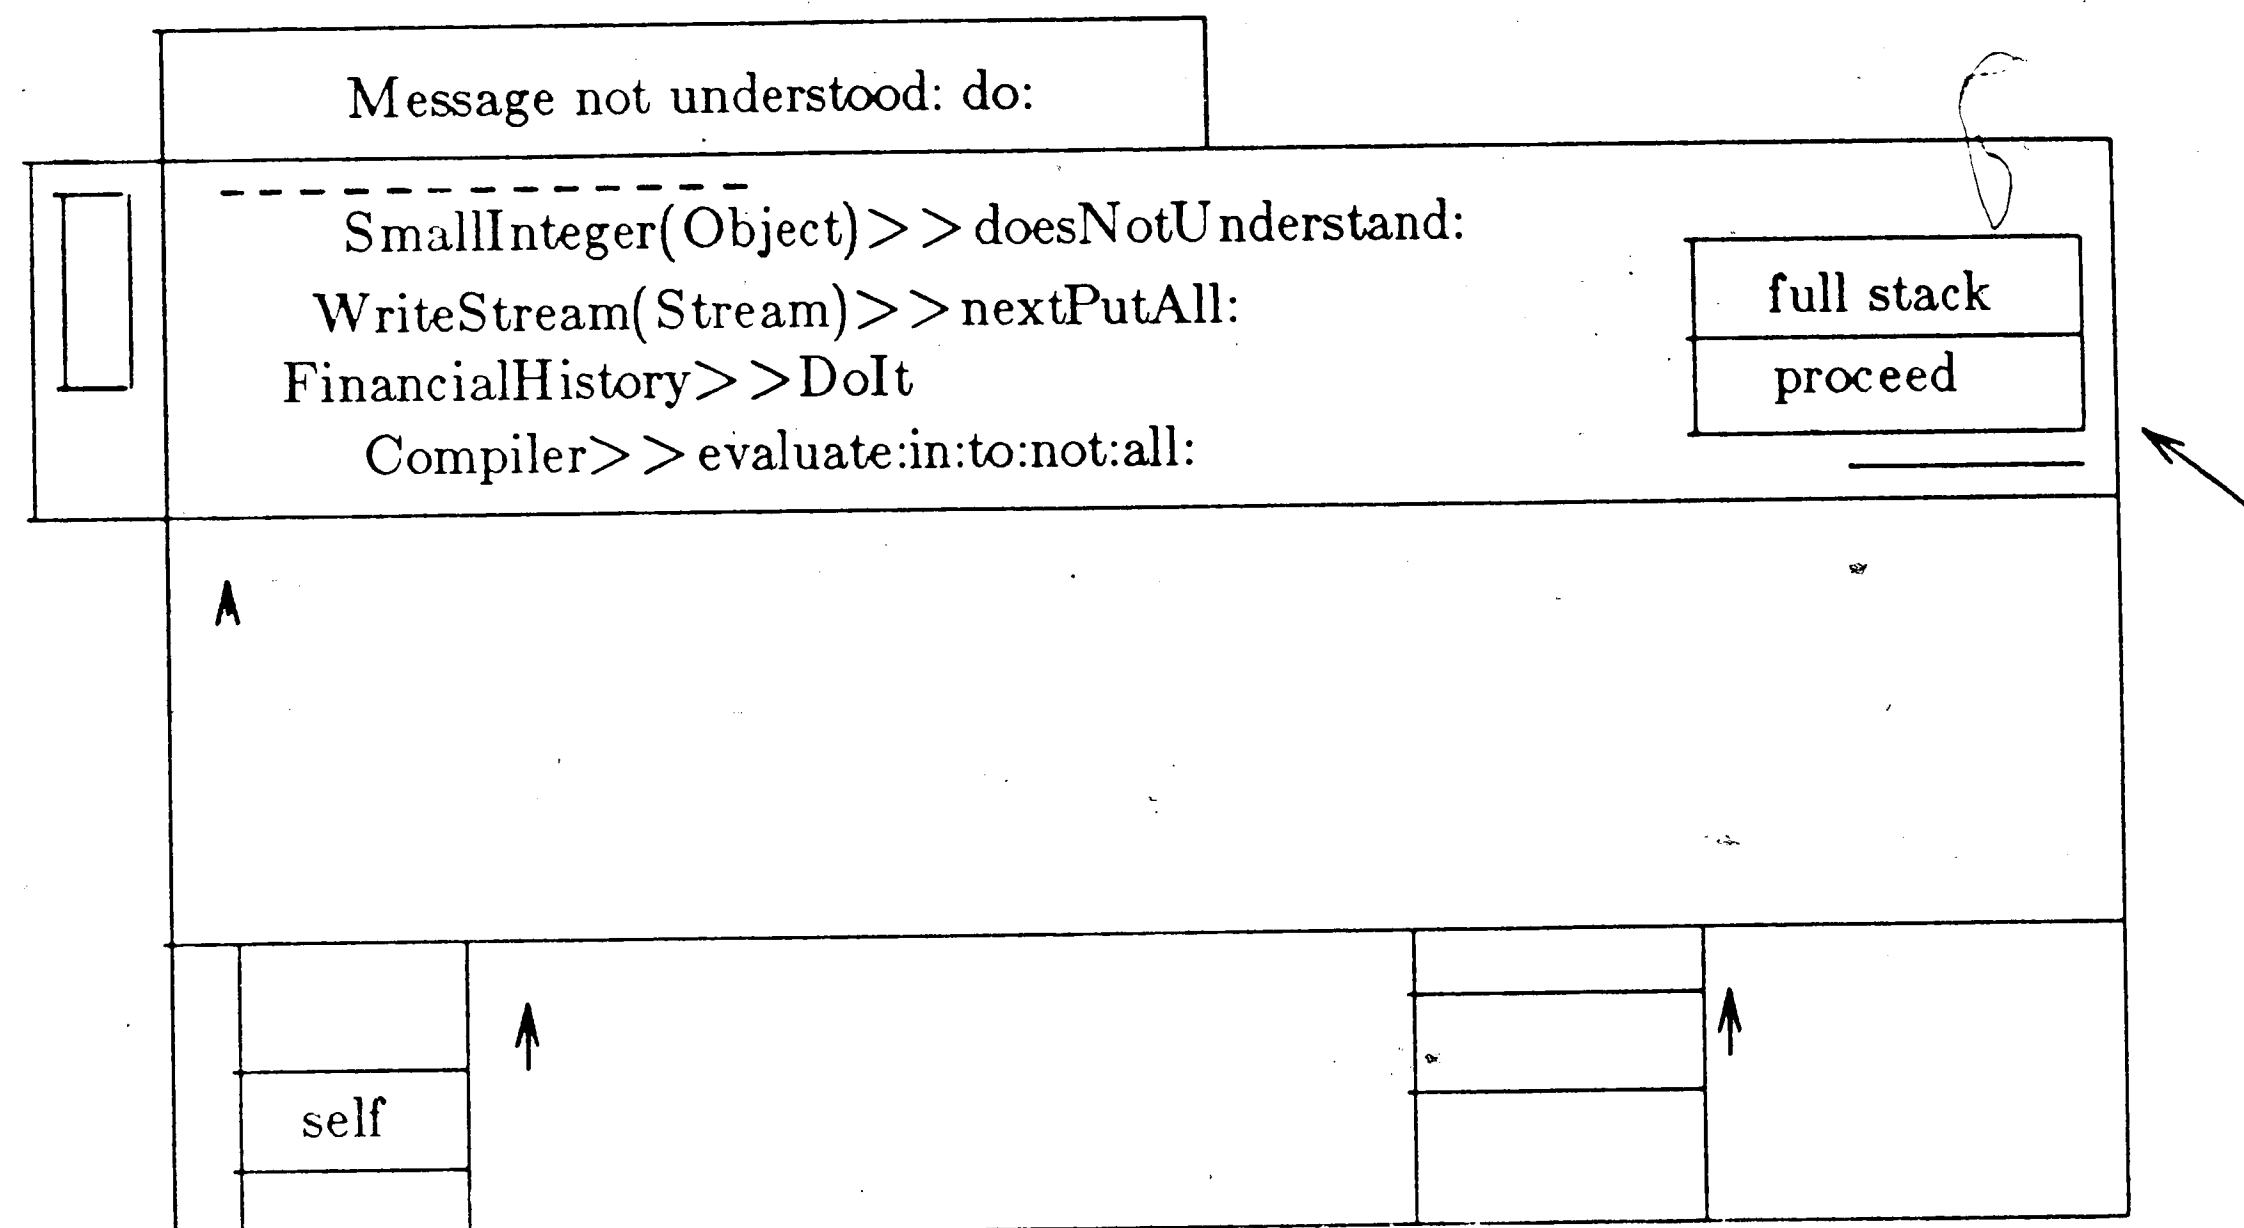 Message not understood: do:
SmallInteger(Object)>>doesNotUnderstand:
WriteStream(Stream)>>nextPutAll:
FinancialHistory>>DoIt
Compiler>>evaluate:in:to:not:all:
full stack
proceed
self